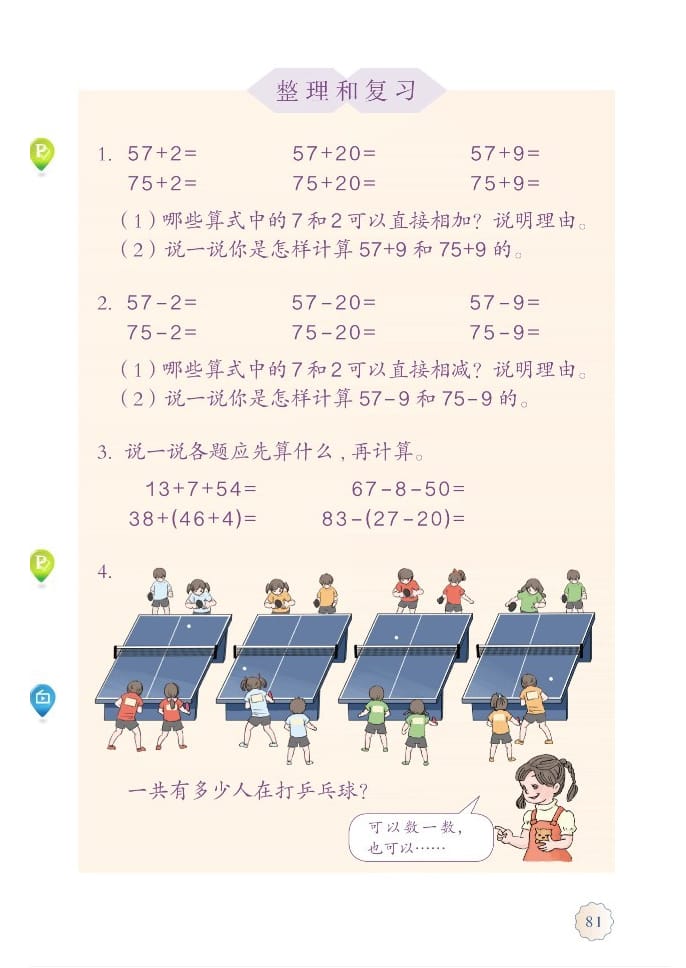 整理和复习
1. 57+2= 57+20= 57+9=
75+2= 75+20= 75+9=
(1) 哪些算式中的7和2可以直接相加？说明理由。
(2) 说一说你是怎样计算57+9和75+9的。
2. 57-2= 57-20= 57-9=
75-2= 75-20= 75-9=
(1) 哪些算式中的7和2可以直接相减？说明理由。
(2) 说一说你是怎样计算57-9和75-9的。
3. 说一说各题应先算什么，再计算。
13+7+54= 67-8-50=
38+(46+4)= 83-(27-20)=
4.
一共有多少人在打乒乓球？
可以数一数，
也可以……
81